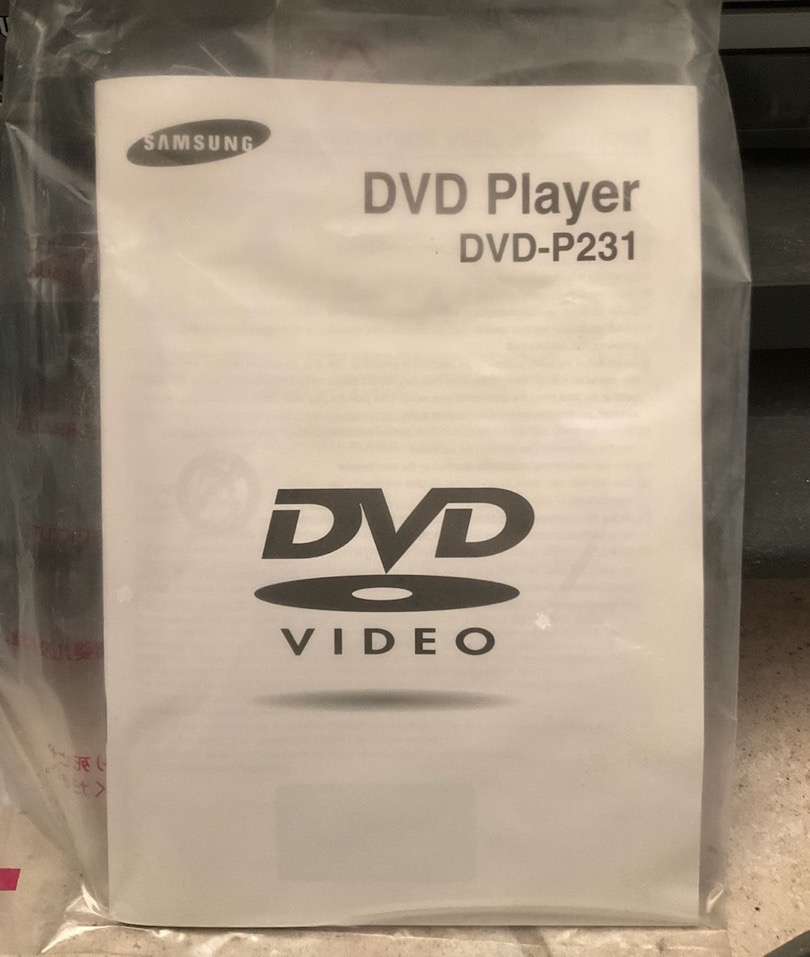 SAMSUNG
DVD Player
DVD-P231
DVD
VIDEO